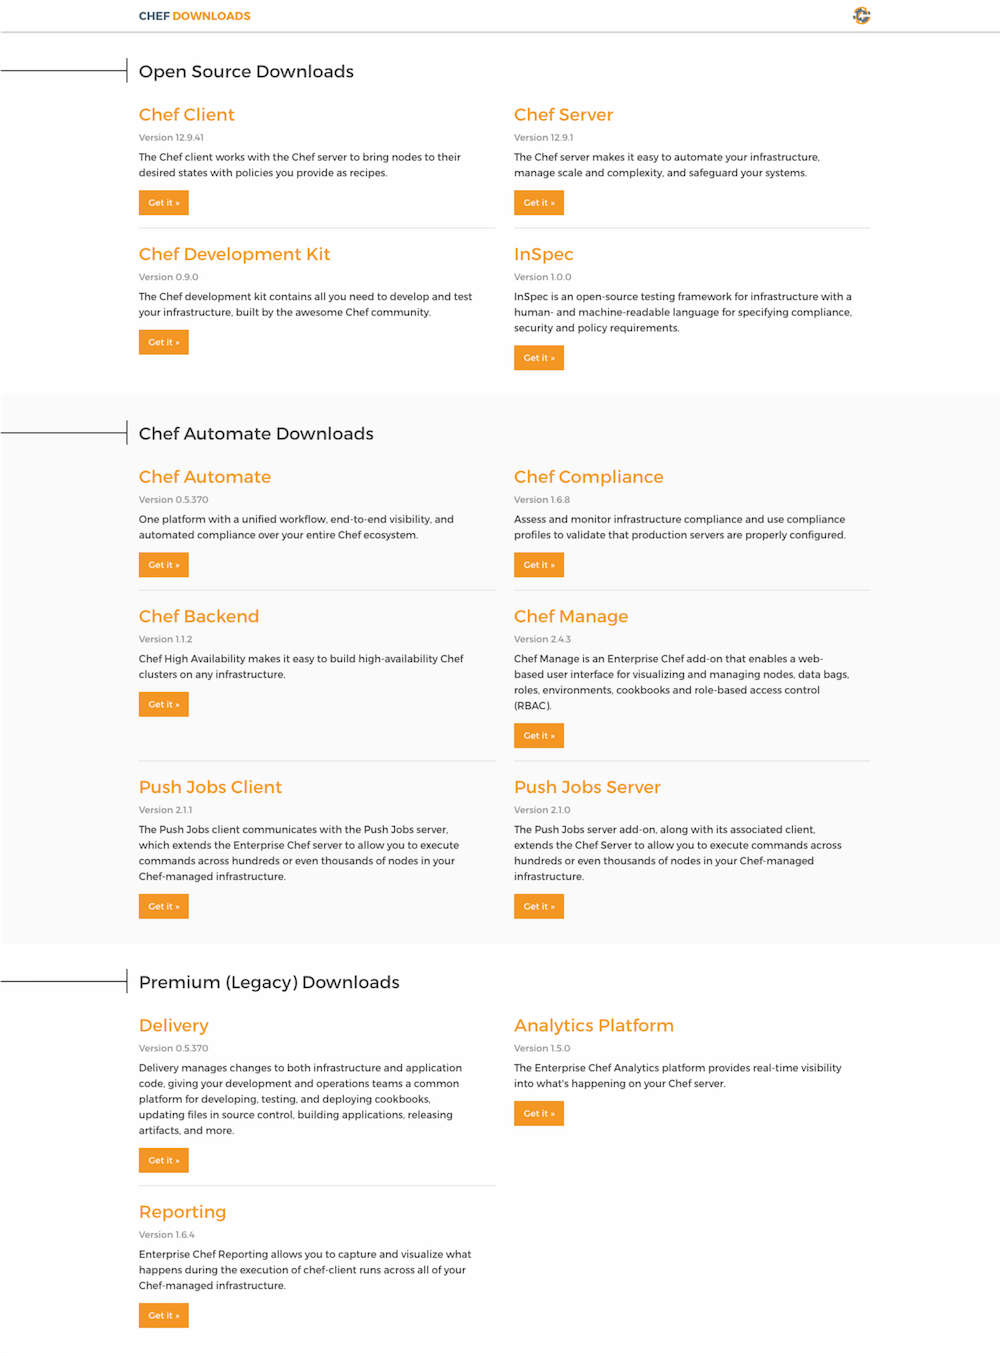 CHEF DOWNLOADS
Open Source Downloads
Chef Client
Version 12.9.41
The Chef client works with the Chef server to bring nodes to their
desired states with policies you provide as recipes.
Get it »
Chef Server
Version 12.9.1
The Chef server makes it easy to automate your infrastructure,
manage scale and complexity, and safeguard your systems.
Get it »
Chef Development Kit
Version 0.9.0
The Chef development kit contains all you need to develop and test
your infrastructure, built by the awesome Chef community.
Get it »
InSpec
Version 1.0.0
InSpec is an open-source testing framework for infrastructure with a
human- and machine-readable language for specifying compliance,
security and policy requirements.
Get it »
Chef Automate Downloads
Chef Automate
Version 0.5.370
One platform with a unified workflow, end-to-end visibility, and
automated compliance over your entire Chef ecosystem.
Get it »
Chef Compliance
Version 1.6.8
Assess and monitor infrastructure compliance and use compliance
profiles to validate that production servers are properly configured.
Get it »
Chef Backend
Version 1.1.2
Chef High Availability makes it easy to build high-availability Chef
clusters on any infrastructure.
Get it »
Chef Manage
Version 2.4.3
Chef Manage is an Enterprise Chef add-on that enables a web-
based user interface for visualizing and managing nodes, data bags,
roles, environments, cookbooks and role-based access control
(RBAC).
Get it »
Push Jobs Client
Version 2.1.1
The Push Jobs client communicates with the Push Jobs server,
which extends the Enterprise Chef server to allow you to execute
commands across hundreds or even thousands of nodes in your
Chef-managed infrastructure.
Get it »
Push Jobs Server
Version 2.1.0
The Push Jobs server add-on, along with its associated client,
extends the Chef Server to allow you to execute commands across
hundreds or even thousands of nodes in your Chef-managed
infrastructure.
Get it »
Premium (Legacy) Downloads
Delivery
Version 0.5.370
Delivery manages changes to both infrastructure and application
code, giving your development and operations teams a common
platform for developing, testing, and deploying cookbooks,
updating files in source control, building applications, releasing
artifacts, and more.
Get it »
Analytics Platform
Version 1.5.0
The Enterprise Chef Analytics platform provides real-time visibility
into what's happening on your Chef server.
Get it »
Reporting
Version 1.6.4
Enterprise Chef Reporting allows you to capture and visualize what
happens during the execution of chef-client runs across all of your
Chef-managed infrastructure.
Get it »